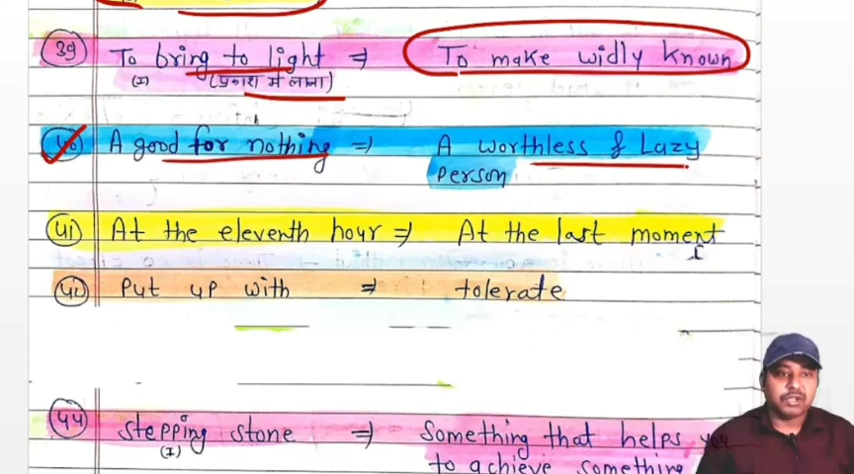 39 To bring to light ⇒ To make widly known
(I) (प्रकाश में लाना)
40 A good for nothing ⇒ A worthless & Lazy
person
41 At the eleventh hour ⇒ At the last moment
42 Put up with ⇒ tolerate
44 stepping stone ⇒ Something that helps you
(I) to achieve something